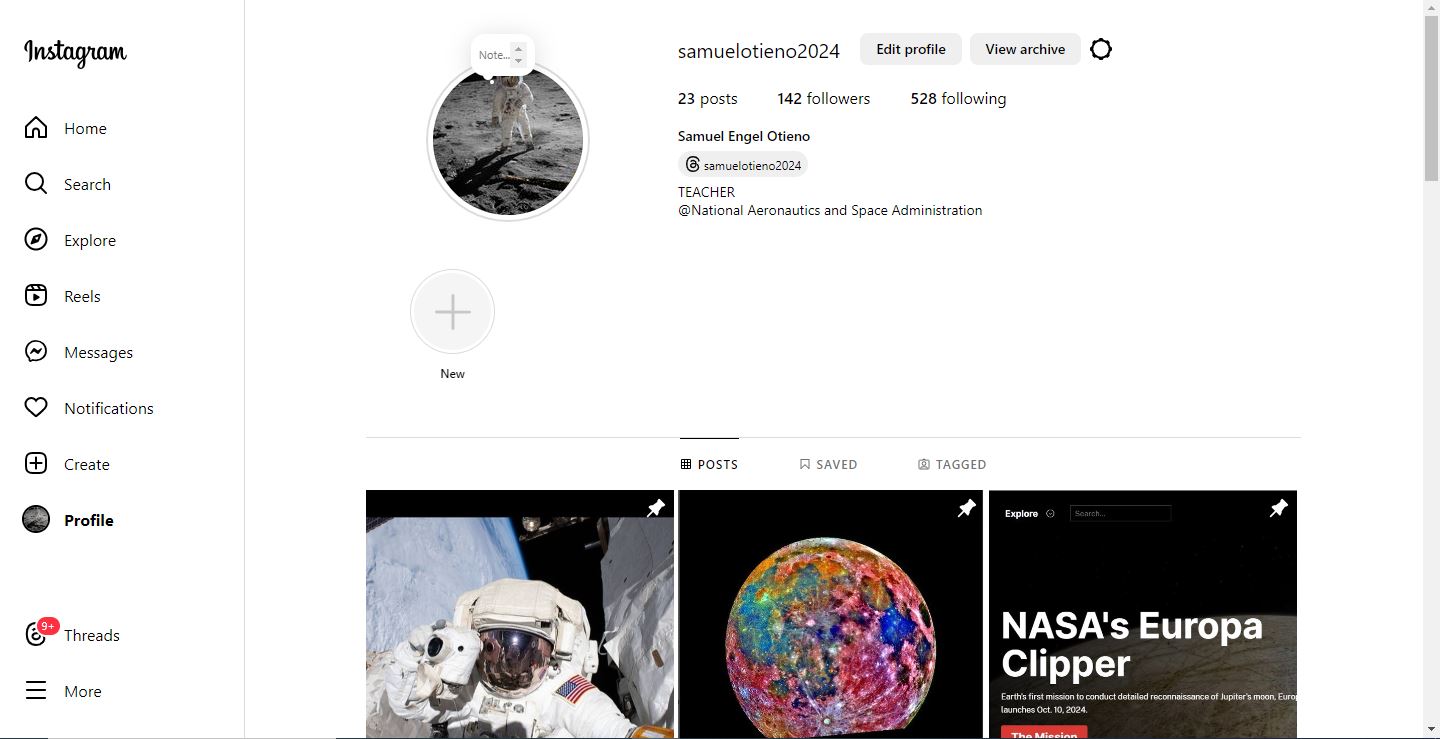 Instagram
Home
Search
Explore
Reels
Messages
Notifications
Create
Profile
9+
Threads
More
Note...
samuelotieno2024
Edit profile
View archive
23 posts
142 followers
528 following
Samuel Engel Otieno
samuelotieno2024
TEACHER
@National Aeronautics and Space Administration
New
POSTS
SAVED
TAGGED
Explore
Search...
NASA's Europa
Clipper
Earth's first mission to conduct detailed reconnaissance of Jupiter's moon, Europ
launches Oct. 10, 2024.
The Mission